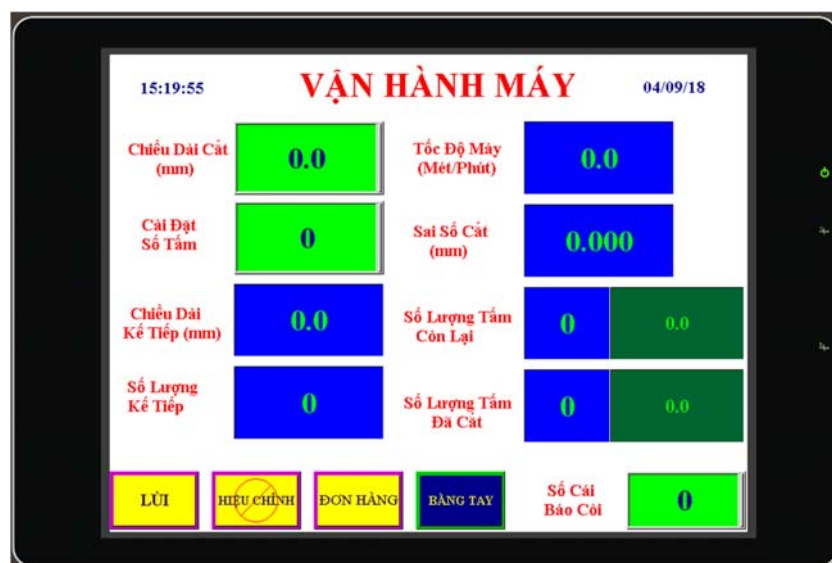 15:19:55
VẬN HÀNH MÁY
04/09/18
Chiều Dài Cắt
(mm)
0.0
Tốc Độ Máy
(Mét/Phút)
0.0
Cài Đặt
Số Tấm
0
Sai Số Cắt
(mm)
0.000
Chiều Dài
Kế Tiếp (mm)
0.0
Số Lượng Tấm
Còn Lại
0
0.0
Số Lượng
Kế Tiếp
0
Số Lượng Tấm
Đã Cắt
0
0.0
LÙI
HIỆU CHỈNH
ĐƠN HÀNG
BẰNG TAY
Số Cái
Báo Còi
0